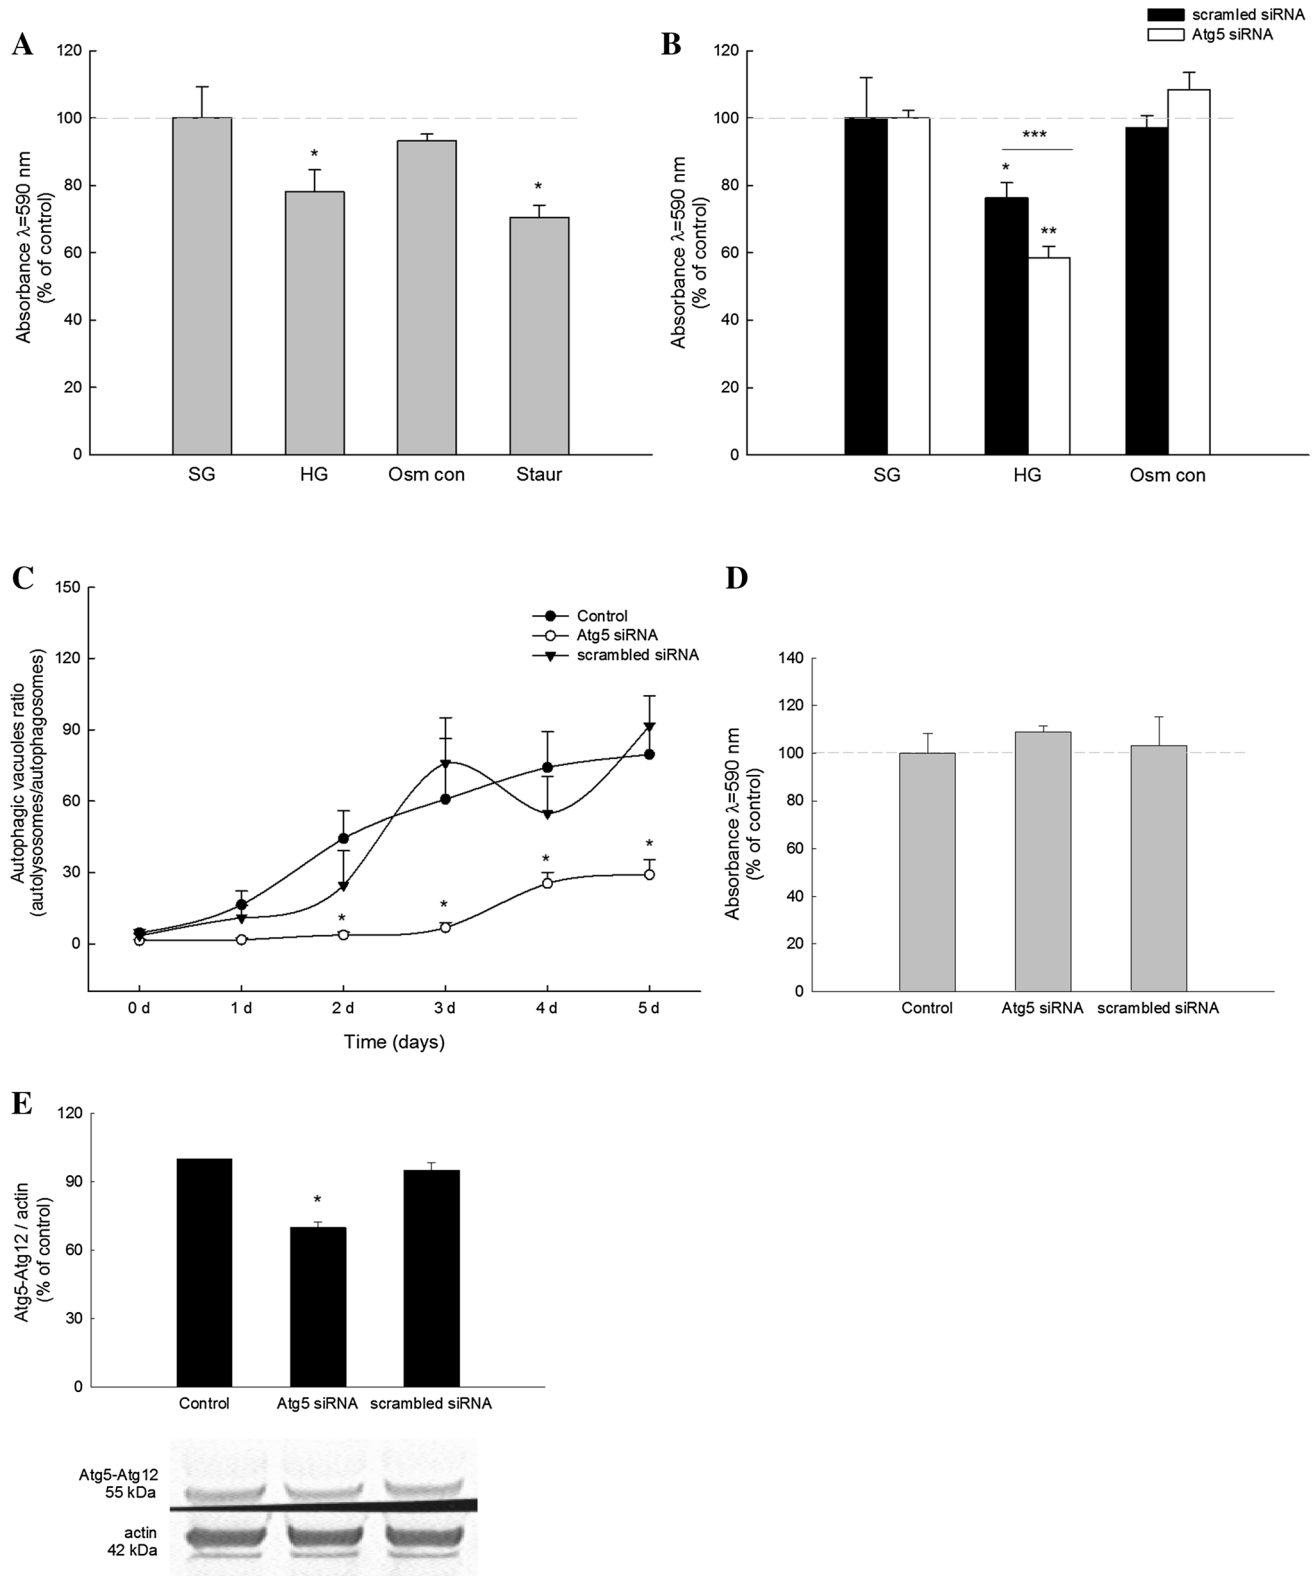 A
120
100
80
60
40
20
0
Absorbance λ=590 nm
(% of control)
*
*
SG HG Osm con Staur
B
scramled siRNA
Atg5 siRNA
120
100
80
60
40
20
0
Absorbance λ=590 nm
(% of control)
***
*
**
SG HG Osm con
C
150
120
90
60
30
0
Autophagic vacuoles ratio
(autolysosomes/autophagosomes)
Control
Atg5 siRNA
scrambled siRNA
*
*
*
*
0 d 1 d 2 d 3 d 4 d 5 d
Time (days)
D
140
120
100
80
60
40
20
0
Absorbance λ=590 nm
(% of control)
Control Atg5 siRNA scrambled siRNA
E
120
90
60
30
0
Atg5-Atg12 / actin
(% of control)
*
Control Atg5 siRNA scrambled siRNA
Atg5-Atg12
55 kDa
actin
42 kDa